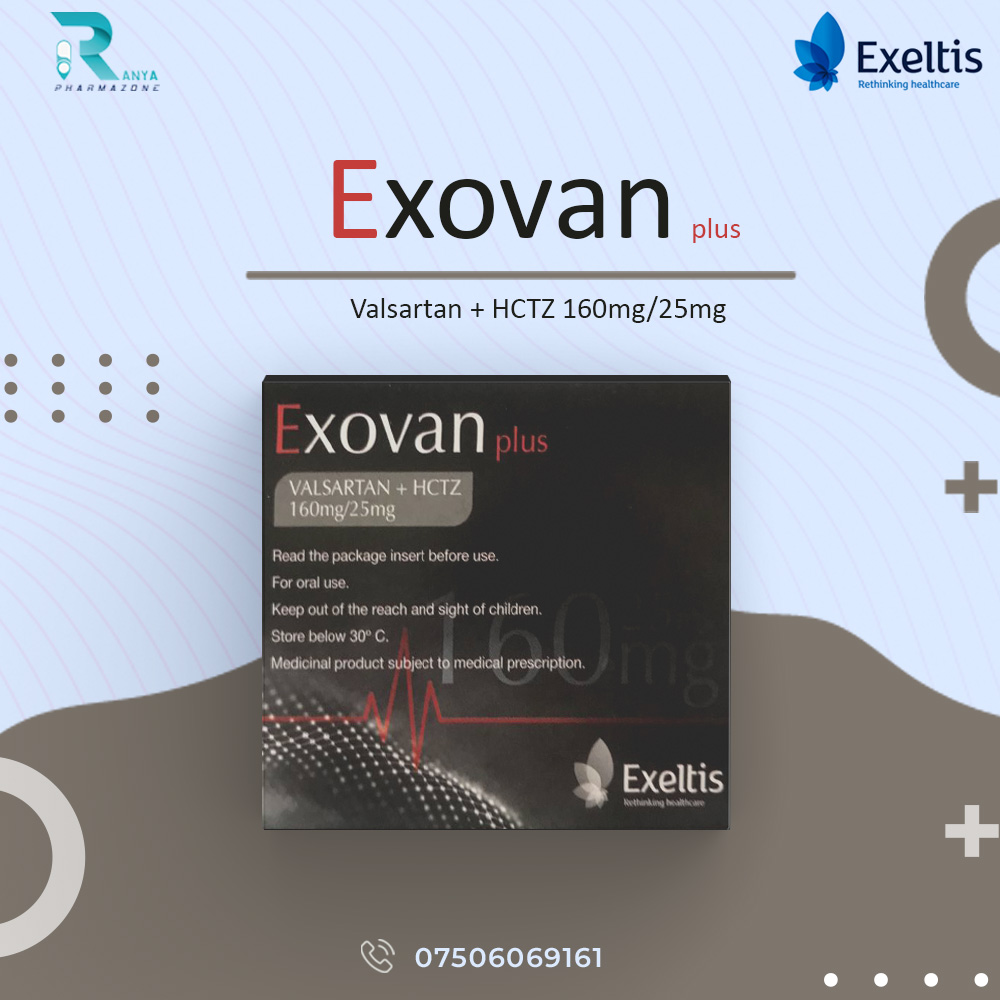 RANYA
PHARMAZONE
Exeltis
Rethinking healthcare
Exovan plus
Valsartan + HCTZ 160mg/25mg
Exovan plus
VALSARTAN + HCTZ
160mg/25mg
Read the package insert before use.
For oral use.
Keep out of the reach and sight of children.
Store below 30º C.
Medicinal product subject to medical prescription.
160mg
Exeltis
Rethinking healthcare
07506069161